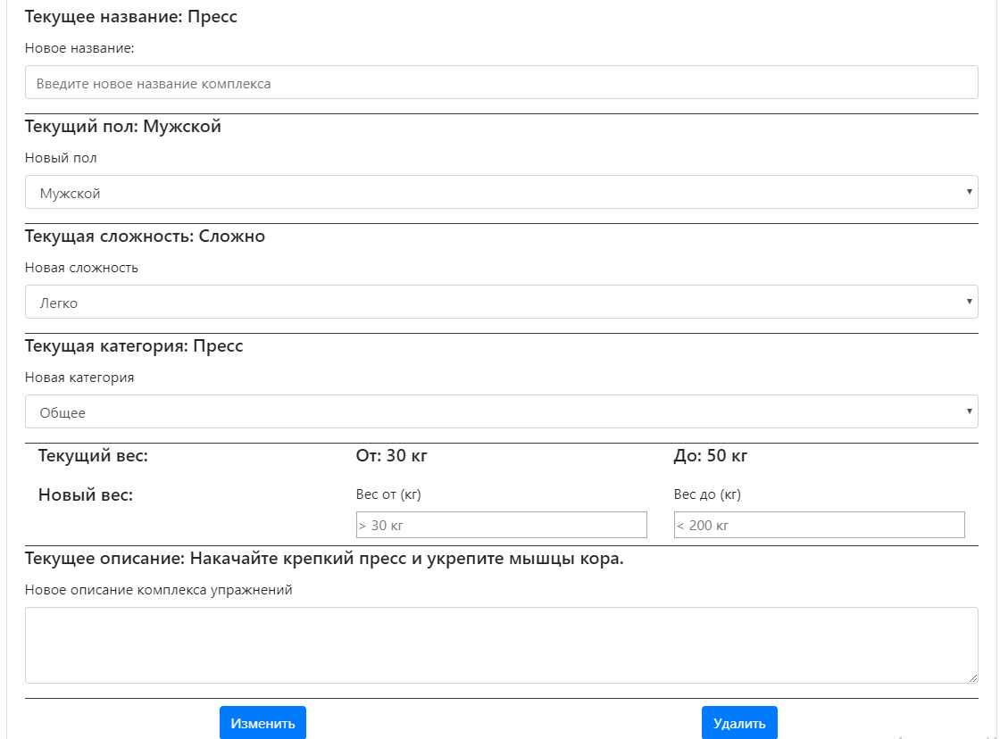 Текущее название: Пресс
Новое название:
Введите новое название комплекса
Текущий пол: Мужской
Новый пол
Мужской
Текущая сложность: Сложно
Новая сложность
Легко
Текущая категория: Пресс
Новая категория
Общее
Текущий вес: От: 30 кг До: 50 кг
Новый вес: Вес от (кг) Вес до (кг)
> 30 кг < 200 кг
Текущее описание: Накачайте крепкий пресс и укрепите мышцы кора.
Новое описание комплекса упражнений
Изменить Удалить